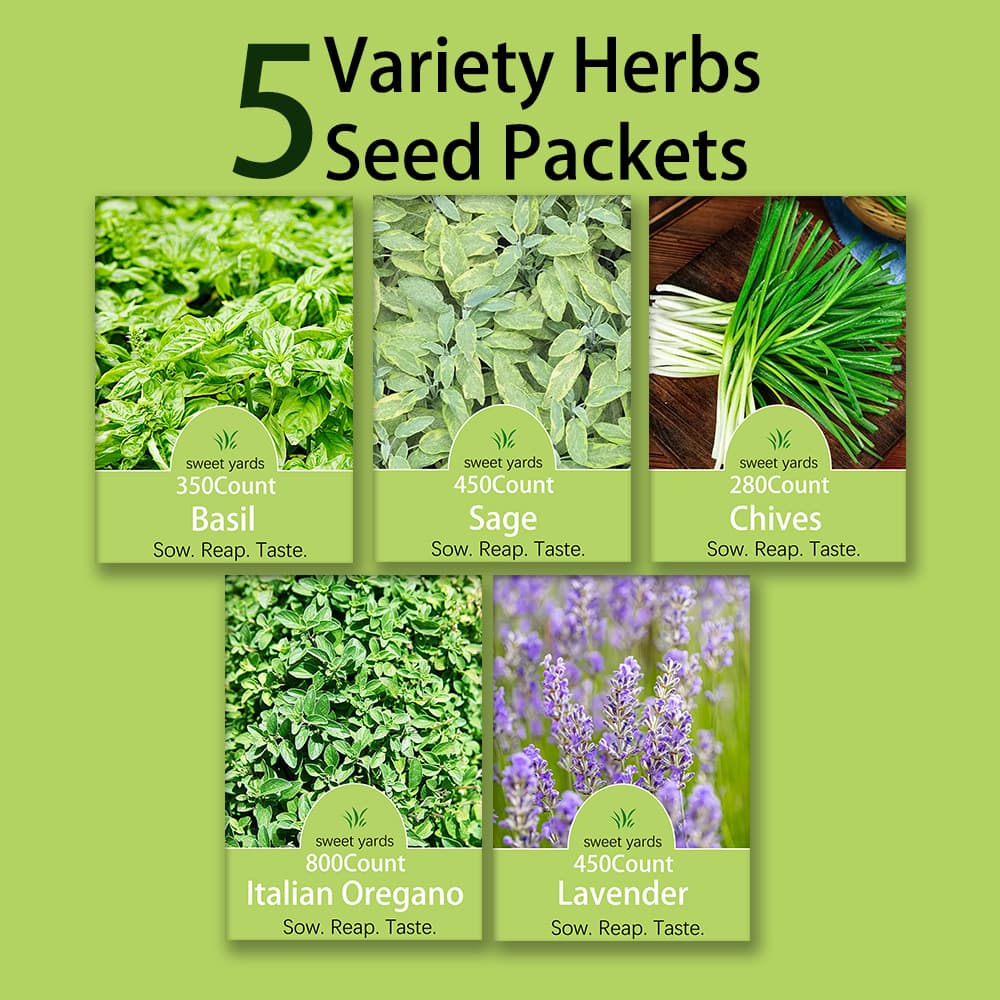 5 Variety Herbs
Seed Packets
sweet yards
350Count
Basil
Sow. Reap. Taste.
sweet yards
450Count
Sage
Sow. Reap. Taste.
sweet yards
280Count
Chives
Sow. Reap. Taste.
sweet yards
800Count
Italian Oregano
Sow. Reap. Taste.
sweet yards
450Count
Lavender
Sow. Reap. Taste.